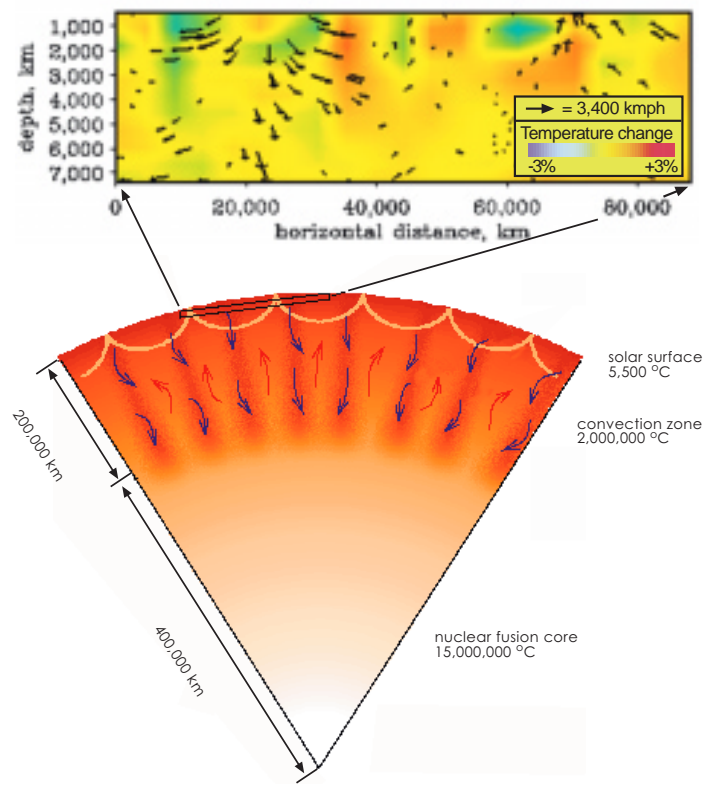 1,000
2,000
3,000
4,000
5,000
6,000
7,000
depth, km
= 3,400 kmph
Temperature change
-3%
+3%
0
20,000
40,000
60,000
80,000
horizontal distance, km
solar surface
5,500 °C
convection zone
2,000,000 °C
200,000 km
nuclear fusion core
15,000,000 °C
400,000 km